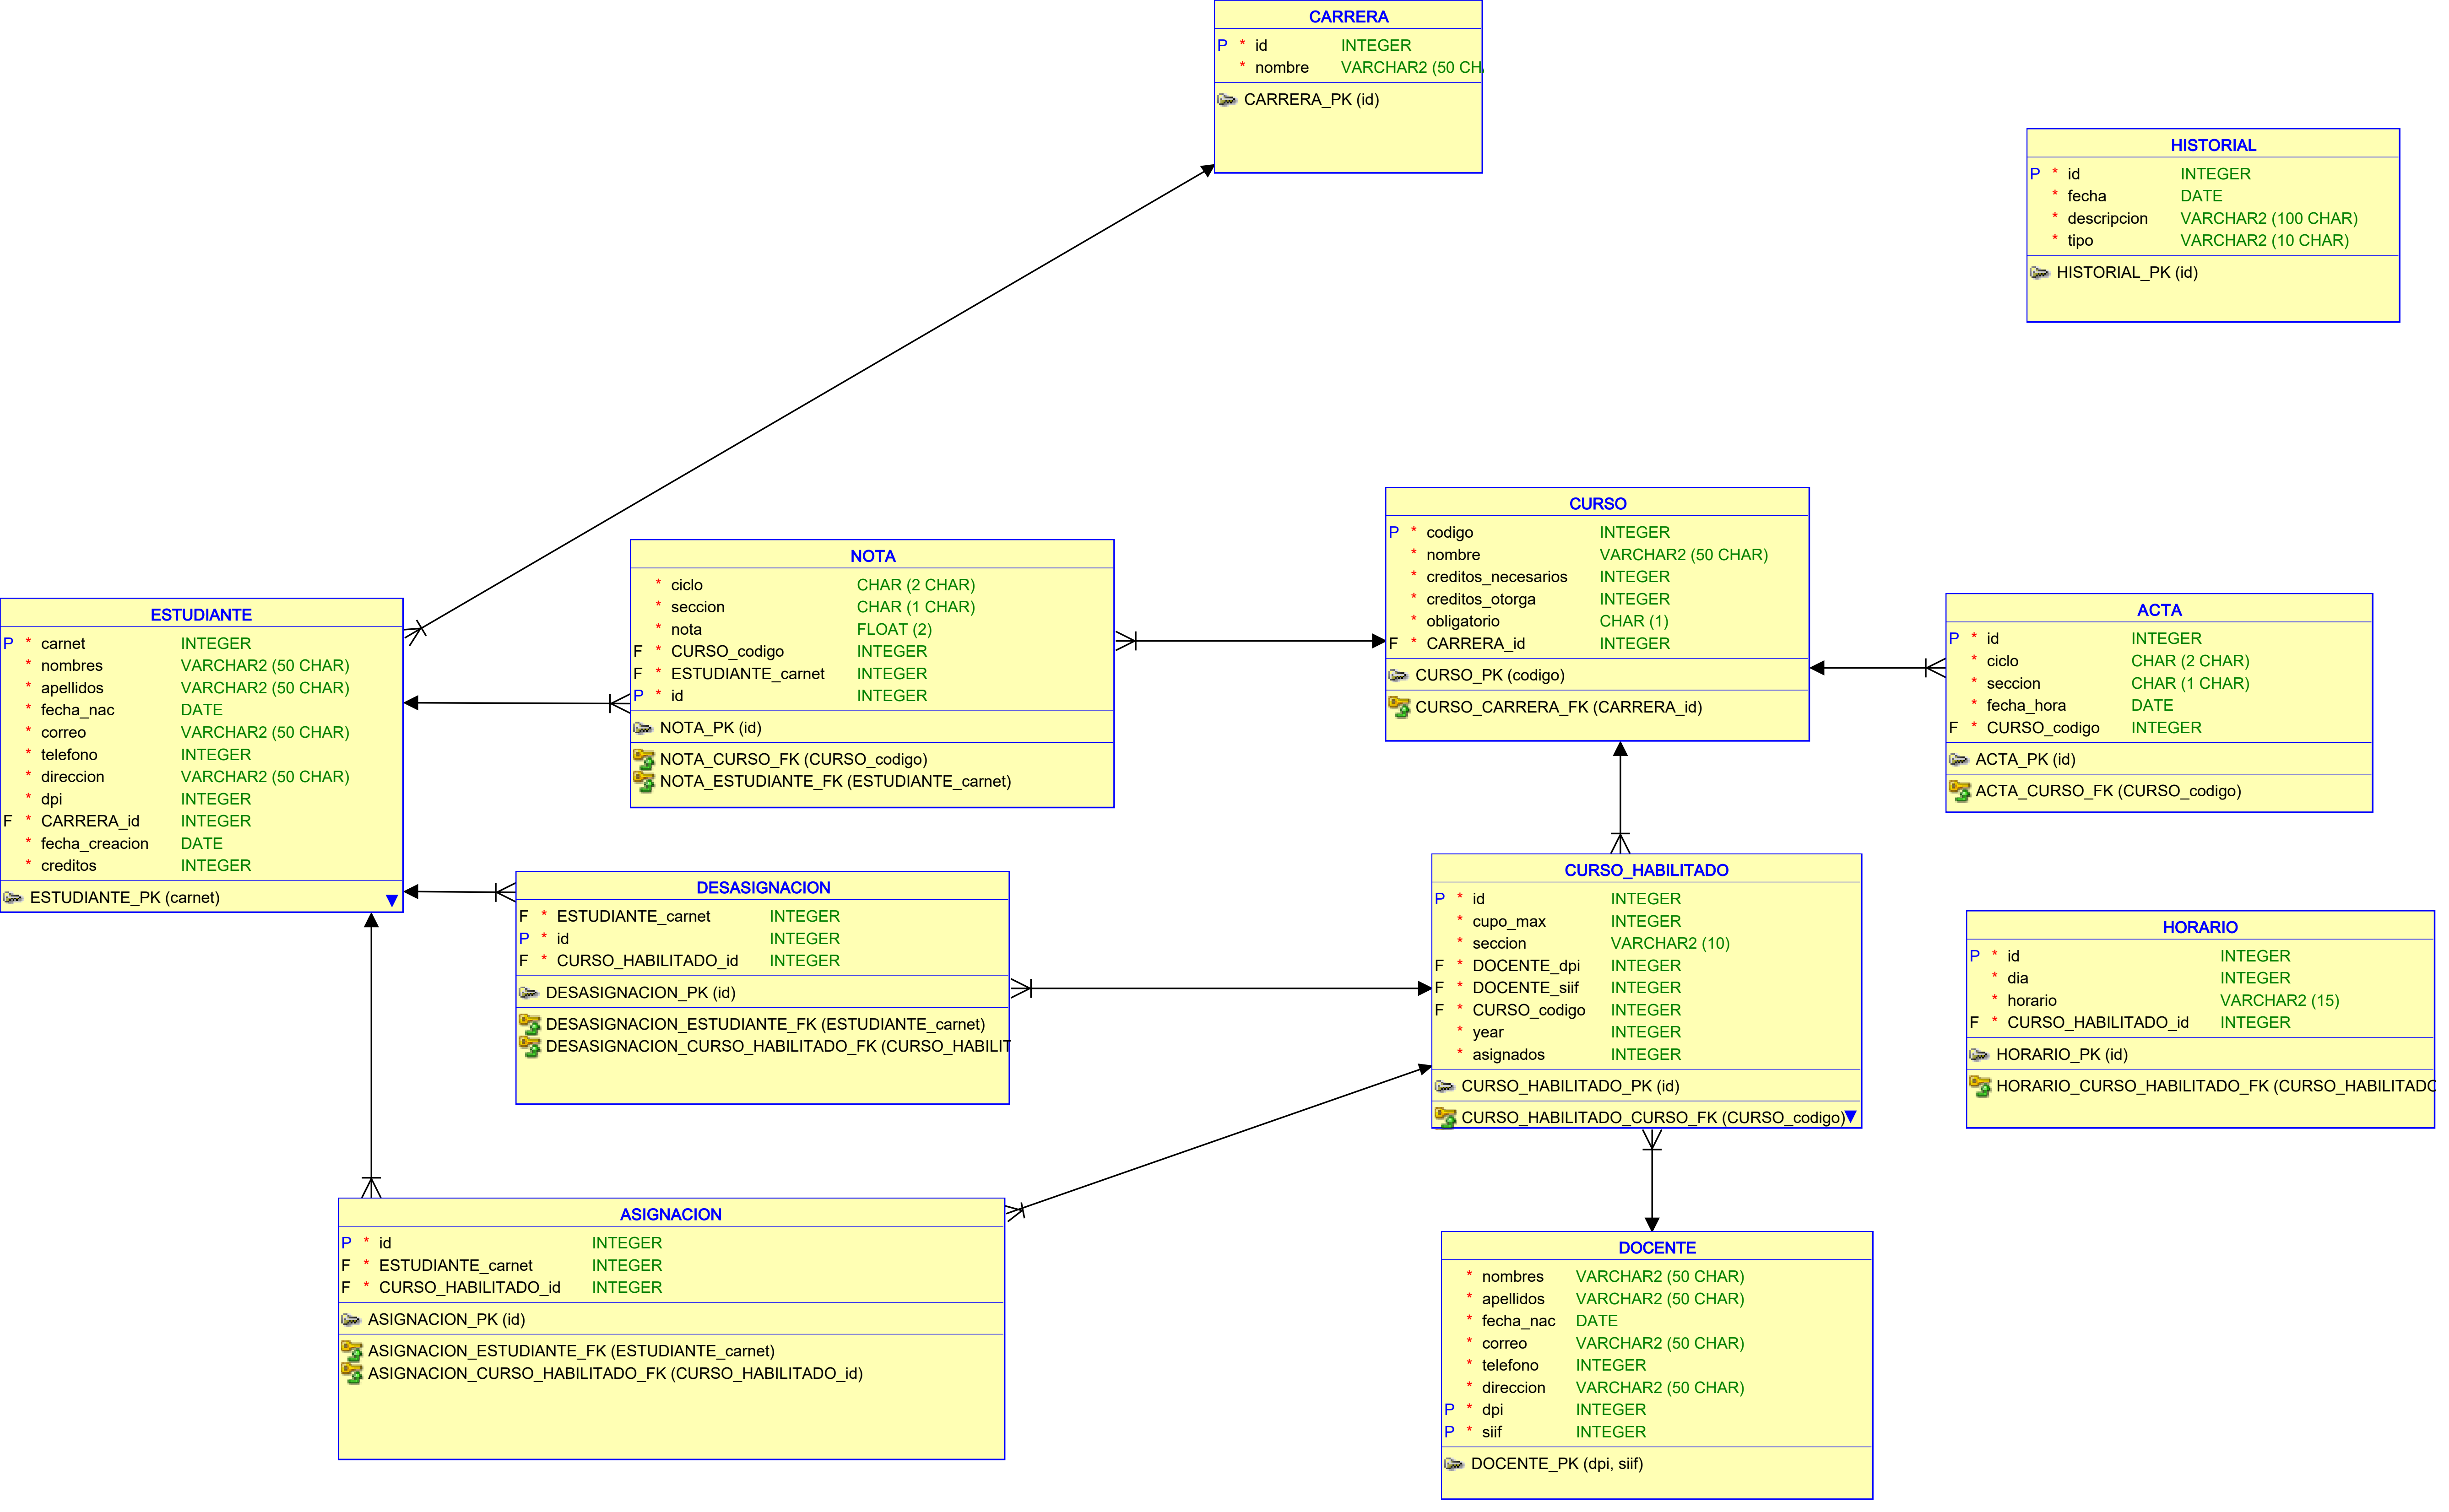 CARRERA
P * id INTEGER
* nombre VARCHAR2 (50 CH
CARRERA_PK (id)
HISTORIAL
P * id INTEGER
* fecha DATE
* descripcion VARCHAR2 (100 CHAR)
* tipo VARCHAR2 (10 CHAR)
HISTORIAL_PK (id)
CURSO
P * codigo INTEGER
* nombre VARCHAR2 (50 CHAR)
* creditos_necesarios INTEGER
* creditos_otorga INTEGER
* obligatorio CHAR (1)
F * CARRERA_id INTEGER
CURSO_PK (codigo)
CURSO_CARRERA_FK (CARRERA_id)
NOTA
* ciclo CHAR (2 CHAR)
* seccion CHAR (1 CHAR)
* nota FLOAT (2)
F * CURSO_codigo INTEGER
F * ESTUDIANTE_carnet INTEGER
P * id INTEGER
NOTA_PK (id)
NOTA_CURSO_FK (CURSO_codigo)
NOTA_ESTUDIANTE_FK (ESTUDIANTE_carnet)
ACTA
P * id INTEGER
* ciclo CHAR (2 CHAR)
* seccion CHAR (1 CHAR)
* fecha_hora DATE
F * CURSO_codigo INTEGER
ACTA_PK (id)
ACTA_CURSO_FK (CURSO_codigo)
ESTUDIANTE
P * carnet INTEGER
* nombres VARCHAR2 (50 CHAR)
* apellidos VARCHAR2 (50 CHAR)
* fecha_nac DATE
* correo VARCHAR2 (50 CHAR)
* telefono INTEGER
* direccion VARCHAR2 (50 CHAR)
* dpi INTEGER
F * CARRERA_id INTEGER
* fecha_creacion DATE
* creditos INTEGER
ESTUDIANTE_PK (carnet)
DESASIGNACION
F * ESTUDIANTE_carnet INTEGER
P * id INTEGER
F * CURSO_HABILITADO_id INTEGER
DESASIGNACION_PK (id)
DESASIGNACION_ESTUDIANTE_FK (ESTUDIANTE_carnet)
DESASIGNACION_CURSO_HABILITADO_FK (CURSO_HABILIT
CURSO_HABILITADO
P * id INTEGER
* cupo_max INTEGER
* seccion VARCHAR2 (10)
F * DOCENTE_dpi INTEGER
F * DOCENTE_siif INTEGER
F * CURSO_codigo INTEGER
* year INTEGER
* asignados INTEGER
CURSO_HABILITADO_PK (id)
CURSO_HABILITADO_CURSO_FK (CURSO_codigo)
HORARIO
P * id INTEGER
* dia INTEGER
* horario VARCHAR2 (15)
F * CURSO_HABILITADO_id INTEGER
HORARIO_PK (id)
HORARIO_CURSO_HABILITADO_FK (CURSO_HABILITADO
ASIGNACION
P * id INTEGER
F * ESTUDIANTE_carnet INTEGER
F * CURSO_HABILITADO_id INTEGER
ASIGNACION_PK (id)
ASIGNACION_ESTUDIANTE_FK (ESTUDIANTE_carnet)
ASIGNACION_CURSO_HABILITADO_FK (CURSO_HABILITADO_id)
DOCENTE
* nombres VARCHAR2 (50 CHAR)
* apellidos VARCHAR2 (50 CHAR)
* fecha_nac DATE
* correo VARCHAR2 (50 CHAR)
* telefono INTEGER
* direccion VARCHAR2 (50 CHAR)
P * dpi INTEGER
P * siif INTEGER
DOCENTE_PK (dpi, siif)